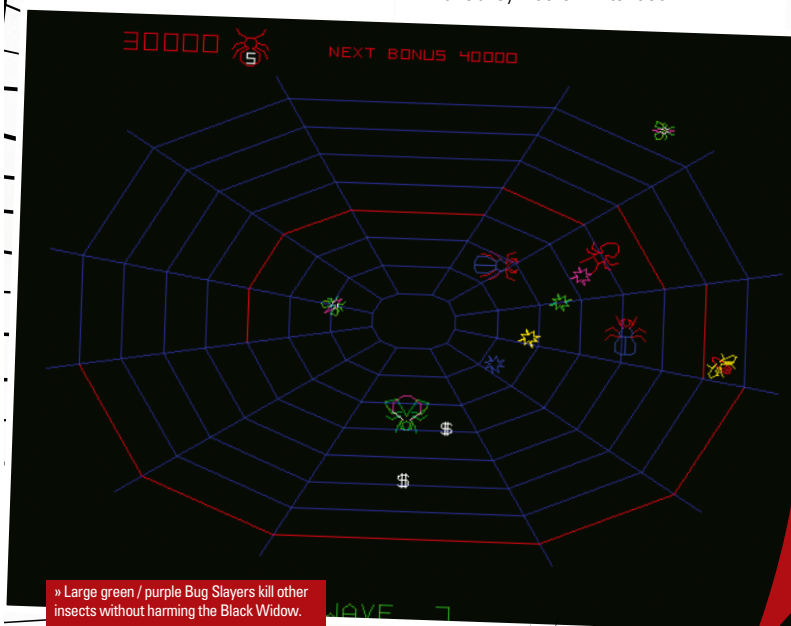 30000
5
NEXT BONUS 40000
$
$
» Large green / purple Bug Slayers kill other
insects without harming the Black Widow.
WAVE 7